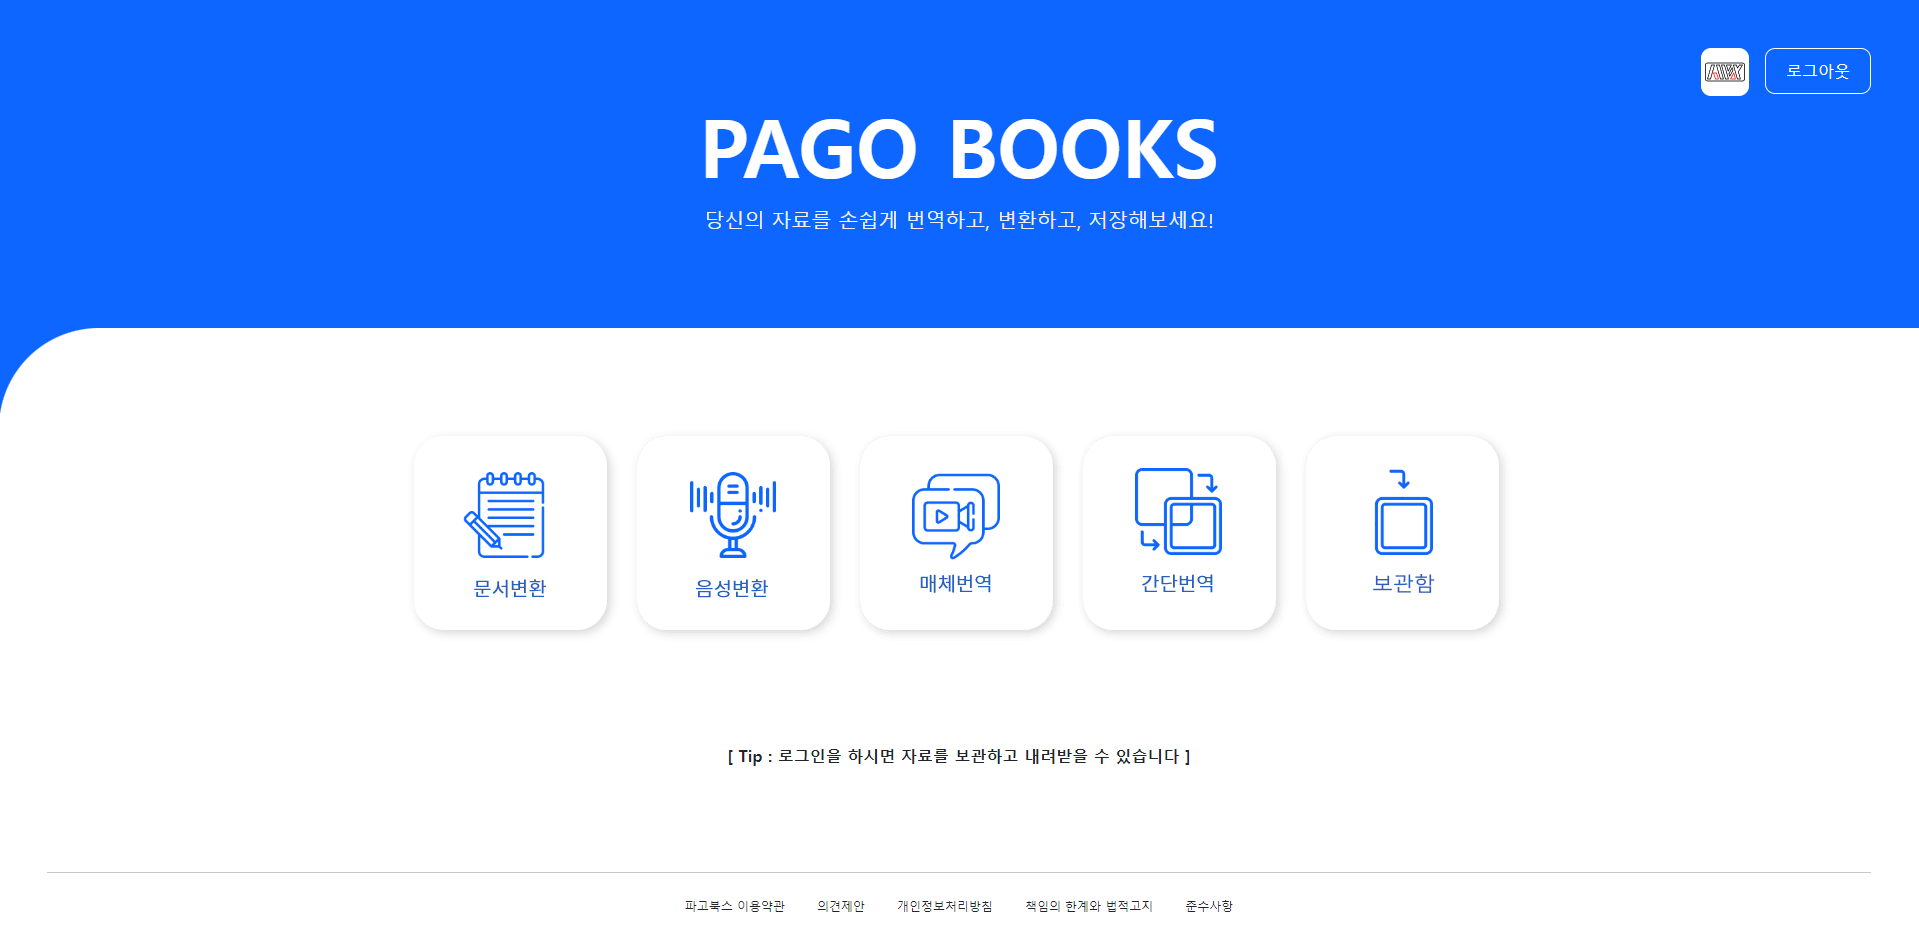 로그아웃
PAGO BOOKS
당신의 자료를 손쉽게 번역하고, 변환하고, 저장해보세요!
문서변환
음성변환
매체번역
간단번역
보관함
[ Tip : 로그인을 하시면 자료를 보관하고 내려받을 수 있습니다 ]
파고북스 이용약관 의견제안 개인정보처리방침 책임의 한계와 법적고지 준수사항